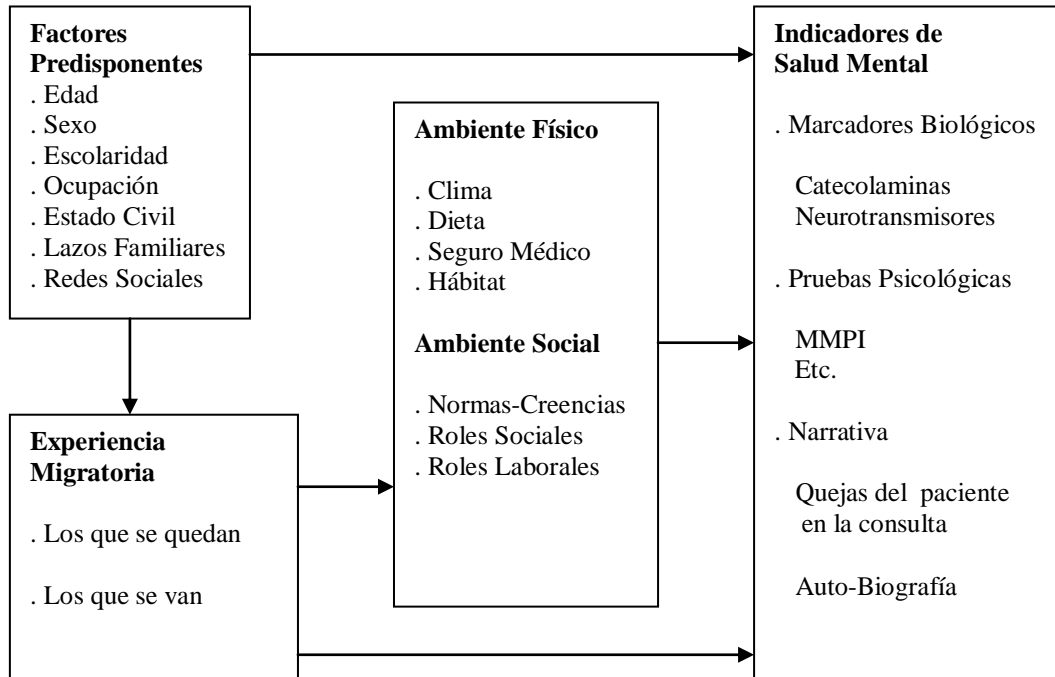 Factores
Predisponentes
. Edad
. Sexo
. Escolaridad
. Ocupación
. Estado Civil
. Lazos Familiares
. Redes Sociales
Experiencia
Migratoria
. Los que se quedan
. Los que se van
Ambiente Físico
. Clima
. Dieta
. Seguro Médico
. Hábitat
Ambiente Social
. Normas-Creencias
. Roles Sociales
. Roles Laborales
Indicadores de
Salud Mental
. Marcadores Biológicos
Catecolaminas
Neurotransmisores
. Pruebas Psicológicas
MMPI
Etc.
. Narrativa
Quejas del paciente
en la consulta
Auto-Biografía